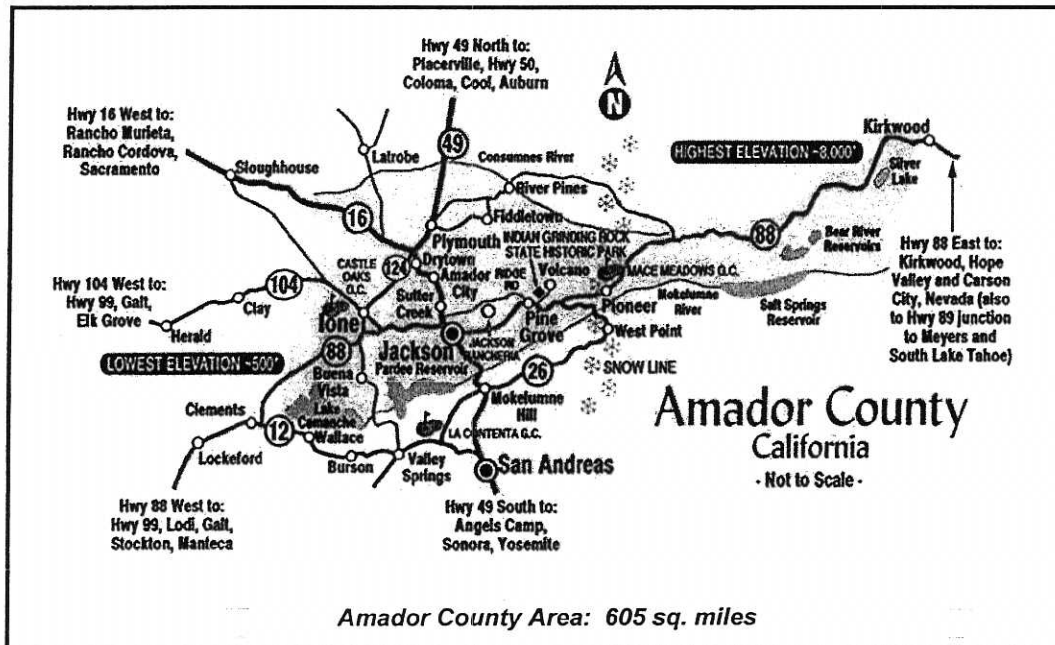 Hwy 49 North to:
Placerville, Hwy 50,
Coloma, Cool, Auburn
N
Hwy 16 West to:
Rancho Murieta,
Rancho Cordova,
Sacramento
Sloughhouse
Latrobe
49
Consumnes River
HIGHEST ELEVATION ~8,000'
Kirkwood
Silver
Lake
River Pines
16
Fiddletown
Plymouth
INDIAN GRINDING ROCK
STATE HISTORIC PARK
88
Bear River
Reservoirs
Hwy 88 East to:
Kirkwood, Hope
Valley and Carson
City, Nevada (also
to Hwy 89 junction
to Meyers and
South Lake Tahoe)
Drytown
124
CASTLE
OAKS
G.C.
Amador
City
RIDGE
RD
Volcano
MACE MEADOWS G.C.
Hwy 104 West to:
Hwy 99, Galt,
Elk Grove
104
Clay
Herald
Ione
Sutter
Creek
Pioneer
Mokelumne
River
Salt Springs
Reservoir
Pine
Grove
West Point
JACKSON
RANCHERIA
Jackson
Pardee Reservoir
88
LOWEST ELEVATION ~500'
Buena
Vista
26
SNOW LINE
Lake
Camanche
Mokelumne
Hill
Amador County
California
- Not to Scale -
Clements
12
Wallace
LA CONTENTA G.C.
Lockeford
Burson
Valley
Springs
San Andreas
Hwy 88 West to:
Hwy 99, Lodi, Galt,
Stockton, Manteca
Hwy 49 South to:
Angels Camp,
Sonora, Yosemite
Amador County Area: 605 sq. miles